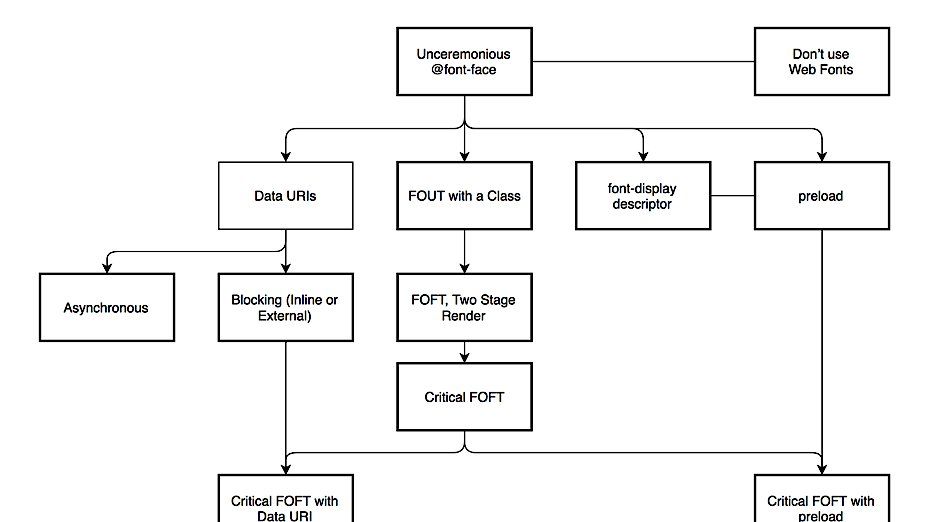 Unceremonious
@font-face
Don't use
Web Fonts
Data URIs
FOUT with a Class
font-display
descriptor
preload
Asynchronous
Blocking (Inline or
External)
FOFT, Two Stage
Render
Critical FOFT
Critical FOFT with
Data URI
Critical FOFT with
preload